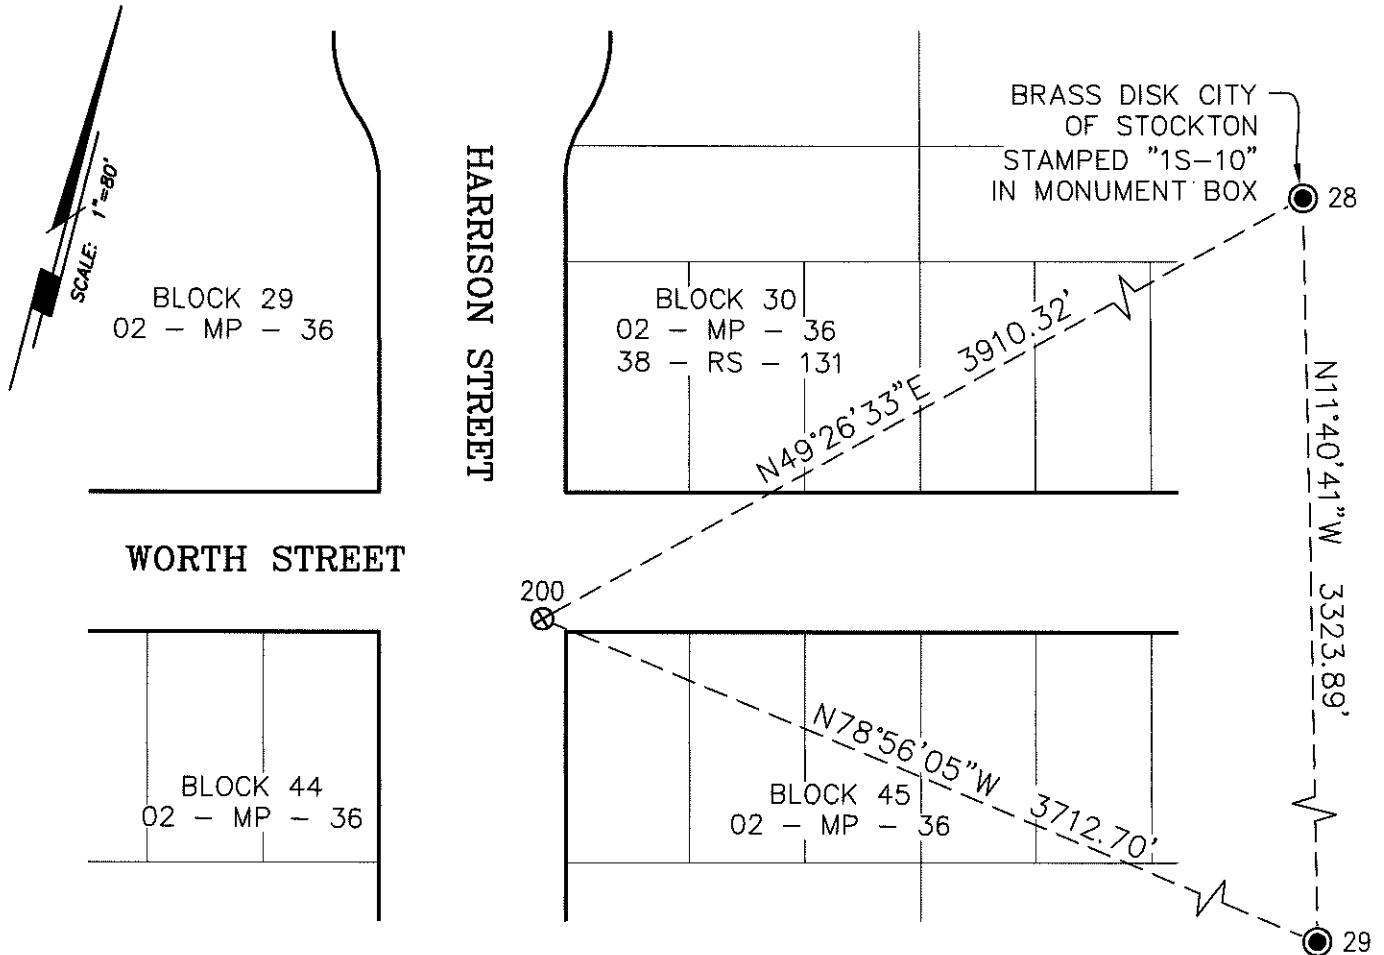 SCALE: 1"=80'
BRASS DISK CITY
OF STOCKTON
STAMPED "1S-10"
IN MONUMENT BOX
28
HARRISON STREET
BLOCK 29
02 - MP - 36
BLOCK 30
02 - MP - 36
38 - RS - 131
N49°26'33"E 3910.32'
N11°40'41"W 3323.89'
WORTH STREET
200
N78°56'05"W 3712.70'
BLOCK 44
02 - MP - 36
BLOCK 45
02 - MP - 36
29